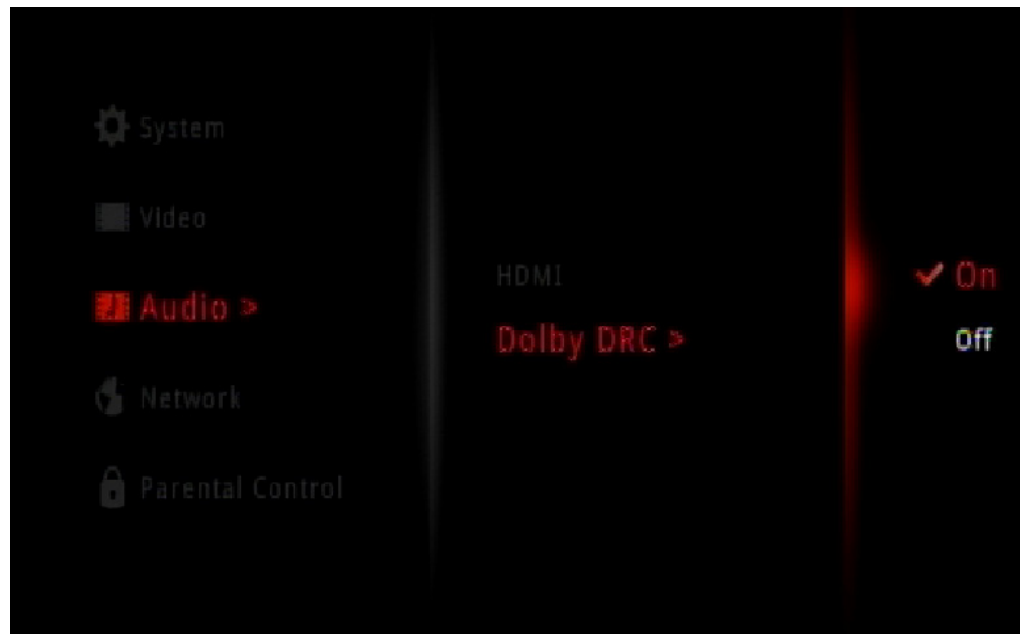 System
Video
Audio >
Network
Parental Control
HDMI
Dolby DRC >
On
Off